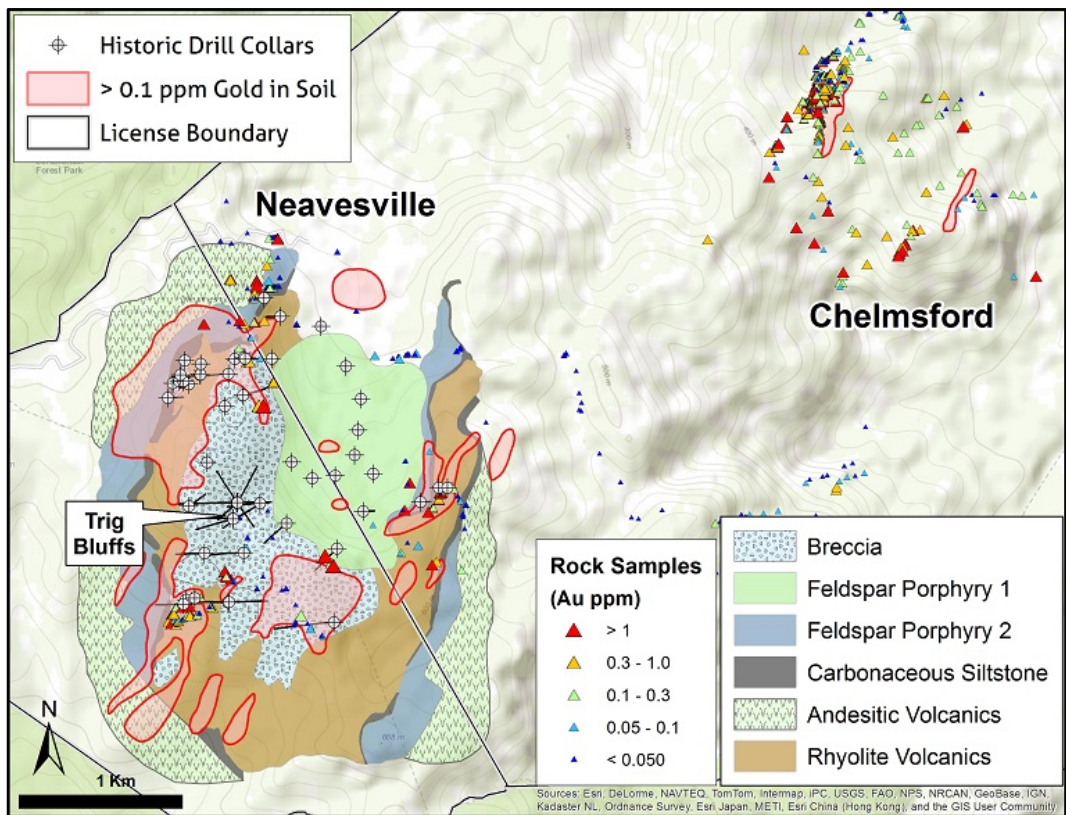 Historic Drill Collars
> 0.1 ppm Gold in Soil
License Boundary
Forest Park
Neavesville
Chelmsford
Trig
Bluffs
Rock Samples
(Au ppm)
> 1
0.3 - 1.0
0.1 - 0.3
0.05 - 0.1
< 0.050
Breccia
Feldspar Porphyry 1
Feldspar Porphyry 2
Carbonaceous Siltstone
Andesitic Volcanics
Rhyolite Volcanics
N
1 Km
Sources: Esri, DeLorme, NAVTEQ, TomTom, Intermap, iPC, USGS, FAO, NPS, NRCAN, GeoBase, IGN,
Kadaster NL, Ordnance Survey, Esri Japan, METI, Esri China (Hong Kong), and the GIS User Community